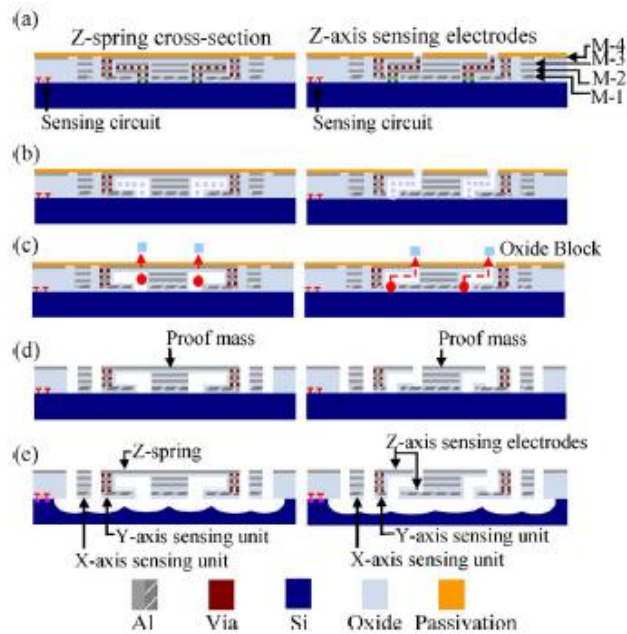 (a)
Z-spring cross-section Z-axis sensing electrodes
M-4
M-3
M-2
M-1
Sensing circuit Sensing circuit
(b)
(c)
Oxide Block
(d)
Proof mass Proof mass
(e)
Z-spring Z-axis sensing electrodes
Y-axis sensing unit Y-axis sensing unit
X-axis sensing unit X-axis sensing unit
Al Via Si Oxide Passivation